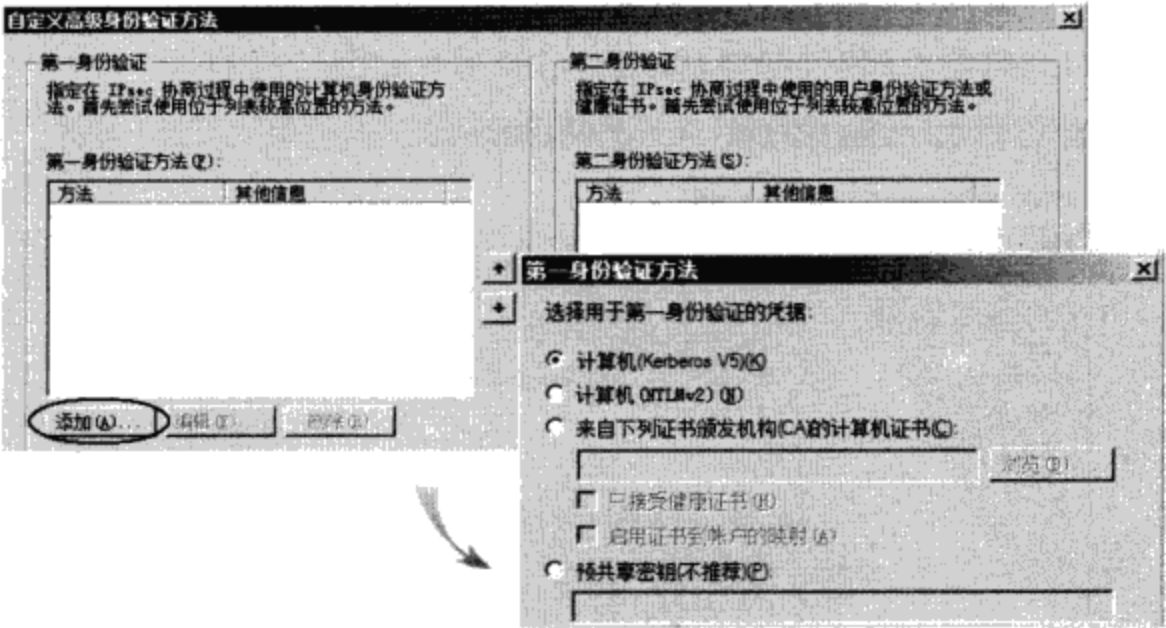 自定义高级身份验证方法
第一身份验证
指定在 IPsec 协商过程中使用的计算机身份验证方
法。首先尝试使用位于列表较高位置的方法。
第一身份验证方法(F):
方法 其他信息
添加(A)...
编辑(E)...
删除(R)
第二身份验证
指定在 IPsec 协商过程中使用的用户身份验证方法或
健康证书。首先尝试使用位于列表较高位置的方法。
第二身份验证方法(S):
方法 其他信息
第一身份验证方法
选择用于第一身份验证的凭据:
计算机(Kerberos V5)(K)
计算机(NTLMv2)(N)
来自下列证书颁发机构(CA)的计算机证书(C):
浏览(B)...
只接受健康证书(H)
启用证书到帐户的映射(A)
预共享密钥(不推荐)(P):